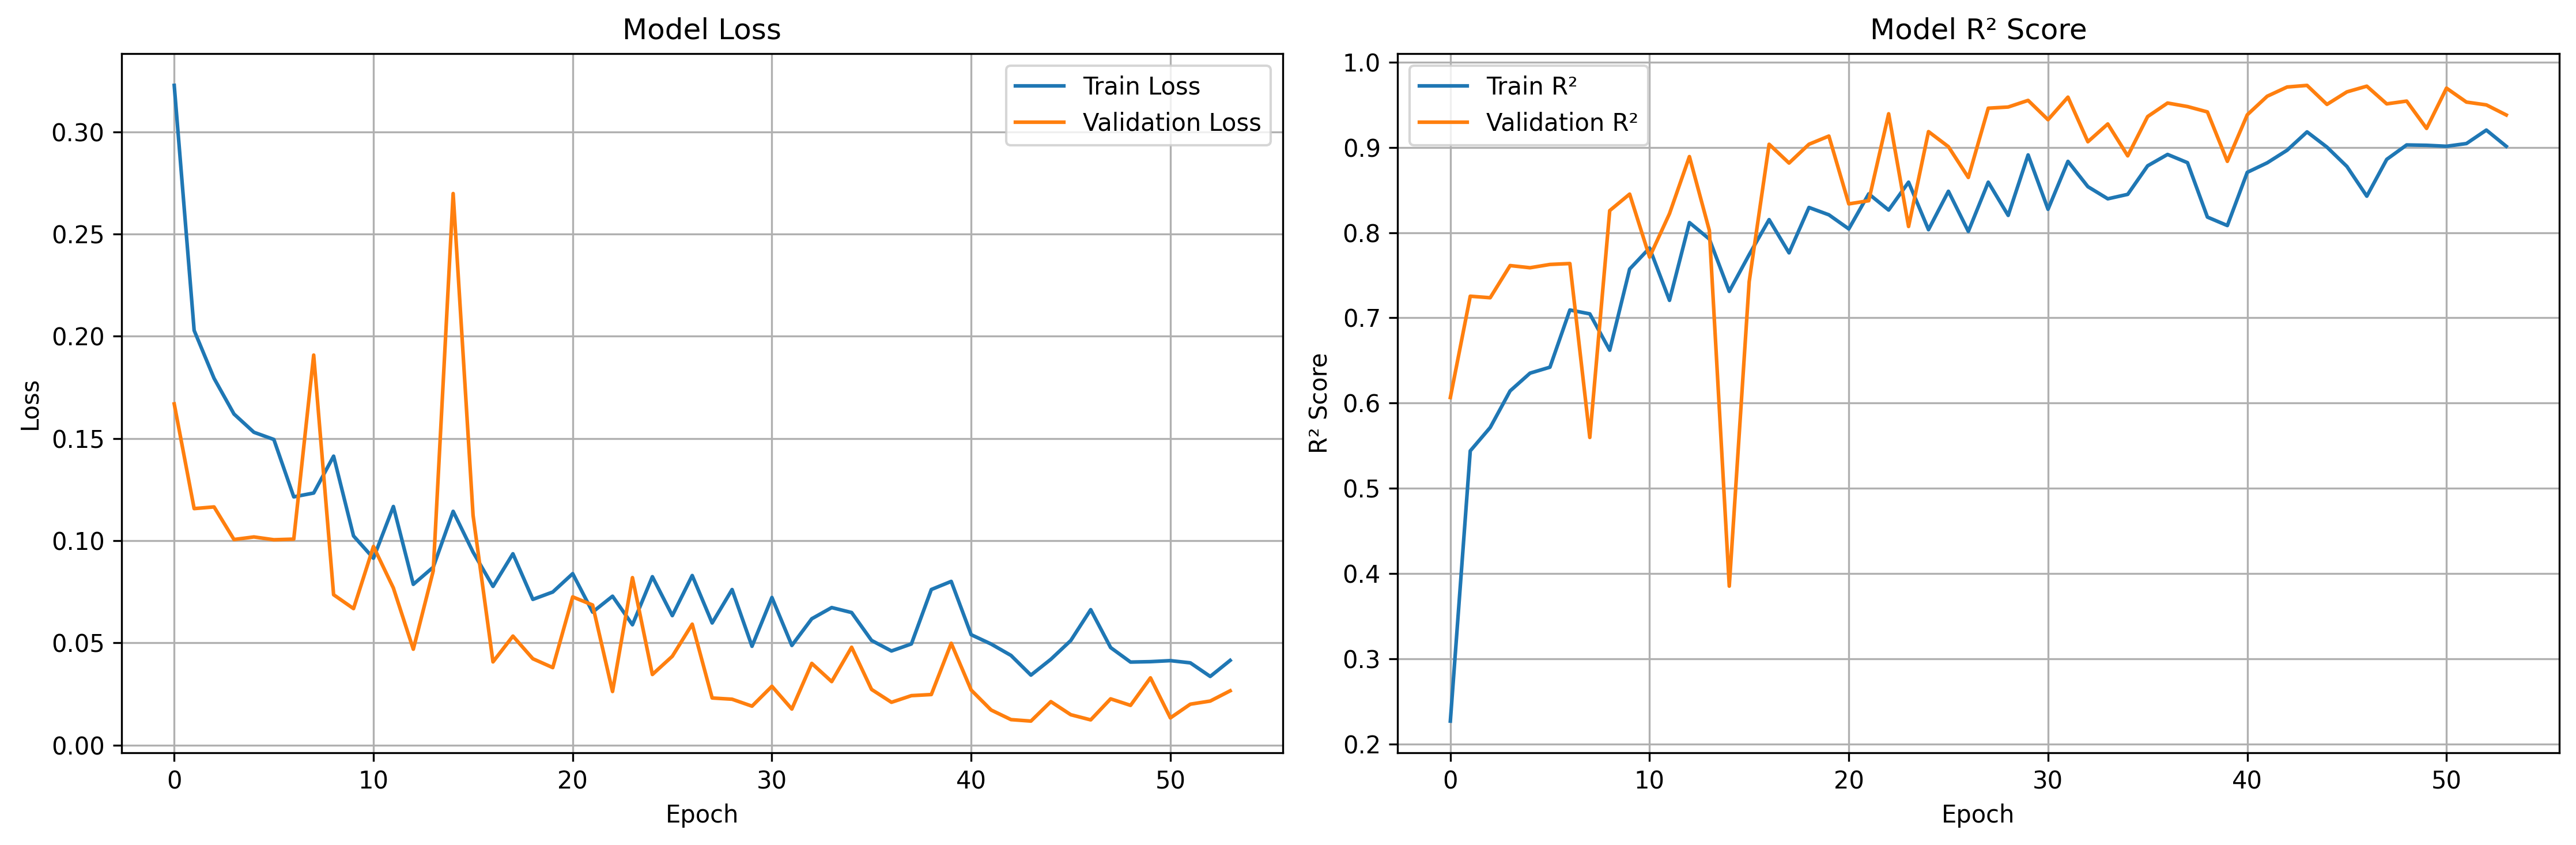 Model Loss
Train Loss
Validation Loss
0.30
0.25
0.20
0.15
0.10
0.05
0.00
Loss
0 10 20 30 40 50
Epoch
Model R² Score
Train R²
Validation R²
1.0
0.9
0.8
0.7
0.6
0.5
0.4
0.3
0.2
R² Score
0 10 20 30 40 50
Epoch